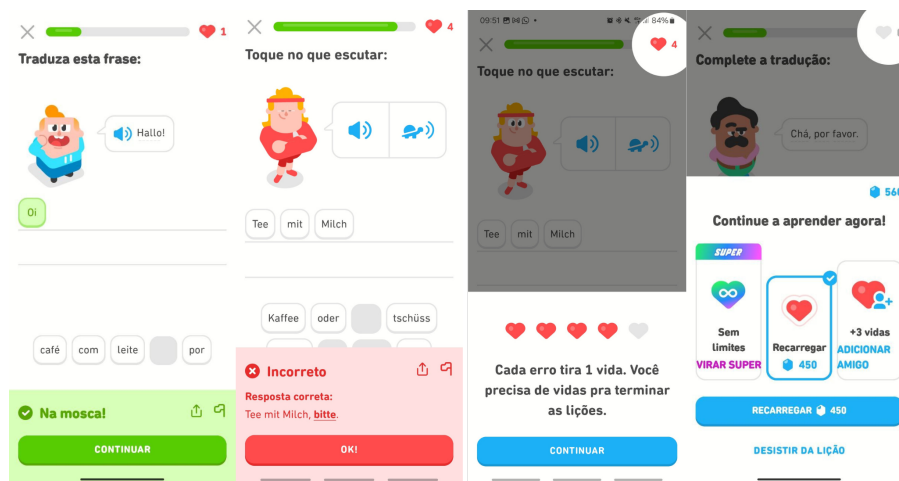 1
Traduza esta frase:
Hallo!
Oi
café com leite por
Na mosca!
CONTINUAR
4
Toque no que escutar:
Tee mit Milch
Kaffee oder tschüss
Incorreto
Resposta correta:
Tee mit Milch, bitte.
OK!
09:51 84%
4
Toque no que escutar:
Tee mit Milch
Cada erro tira 1 vida. Você
precisa de vidas pra terminar
as lições.
CONTINUAR
Complete a tradução:
Chá, por favor.
560
Continue a aprender agora!
SUPER
Sem
limites
VIRAR SUPER
Recarregar
450
+3 vidas
ADICIONAR
AMIGO
RECARREGAR 450
DESISTIR DA LIÇÃO